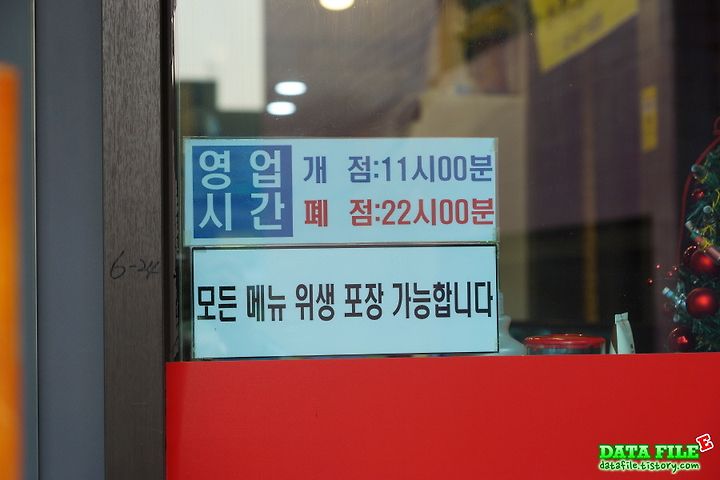 영업
시간
개 점:11시00분
폐 점:22시00분
모든 메뉴 위생 포장 가능합니다
6-24
DATA FILE E
datafile.tistory.com